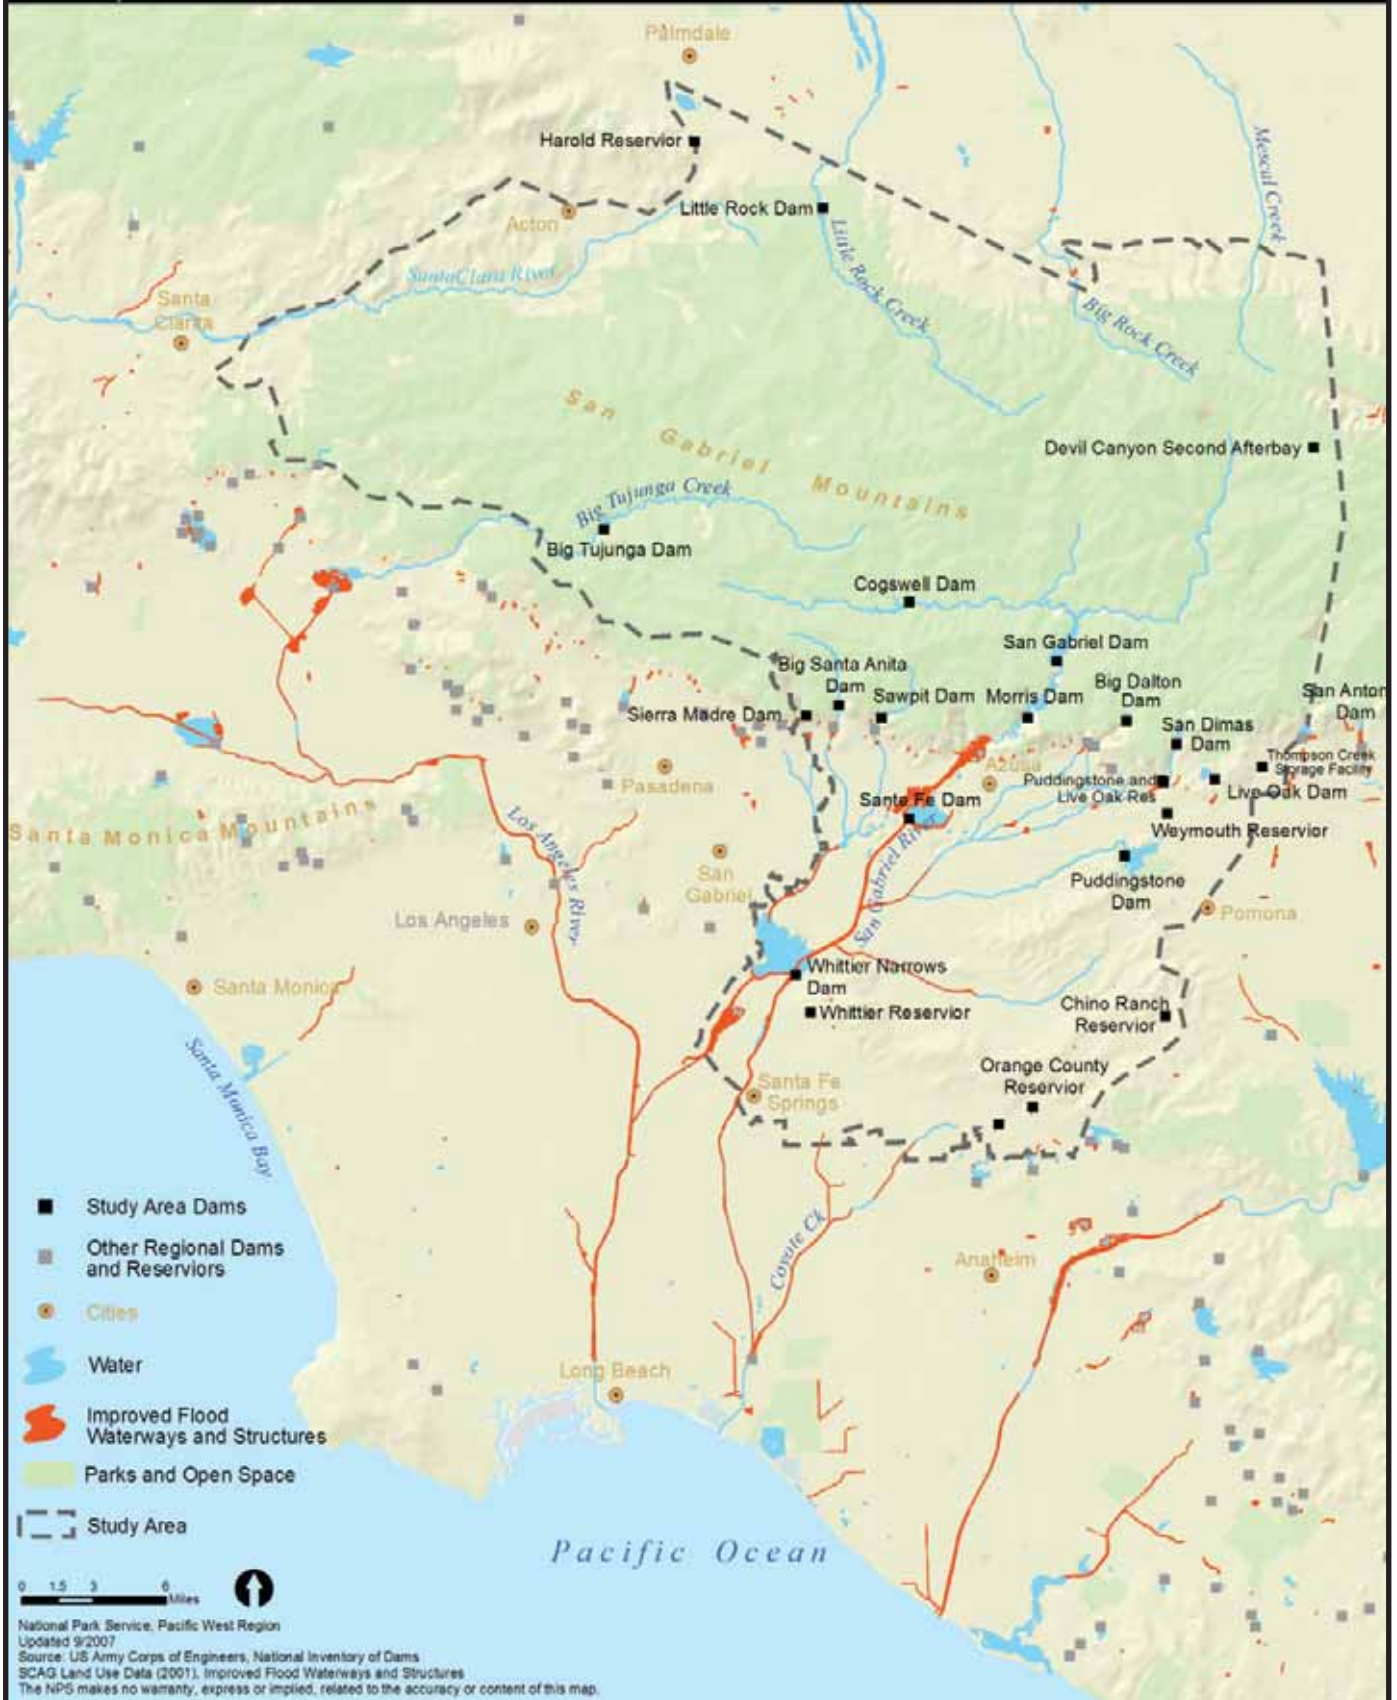 Palmdale
Harold Reservior
Little Rock Dam
Acton
SantaClara River
Santa
Clarita
Little Rock Creek
Mescal Creek
Big Rock Creek
San Gabriel Mountains
Devil Canyon Second Afterbay
Big Tujunga Creek
Big Tujunga Dam
Cogswell Dam
San Gabriel Dam
Big Santa Anita
Dam
Sawpit Dam
Morris Dam
Big Dalton
Dam
San Anton
Dam
Sierra Madre Dam
San Dimas
Dam
Thompson Creek
Storage Facility
Azusa
Pasadena
Puddingstone and
Live Oak Res
Live Oak Dam
Sante Fe Dam
Weymouth Reservior
Santa Monica Mountains
Los Angeles River
San Gabriel River
San
Gabriel
Puddingstone
Dam
Pomona
Los Angeles
Whittier Narrows
Dam
Santa Monica
Whittier Reservior
Chino Ranch
Reservior
Orange County
Reservior
Santa Fe
Springs
Santa Monica Bay
Coyote Ck
Anaheim
Long Beach
Pacific Ocean
Study Area Dams
Other Regional Dams
and Reserviors
Cities
Water
Improved Flood
Waterways and Structures
Parks and Open Space
Study Area
0 1.5 3 6
Miles
National Park Service, Pacific West Region
Updated 9/2007
Source: US Army Corps of Engineers, National Inventory of Dams
SCAG Land Use Data (2001), Improved Flood Waterways and Structures
The NPS makes no warranty, express or implied, related to the accuracy or content of this map.